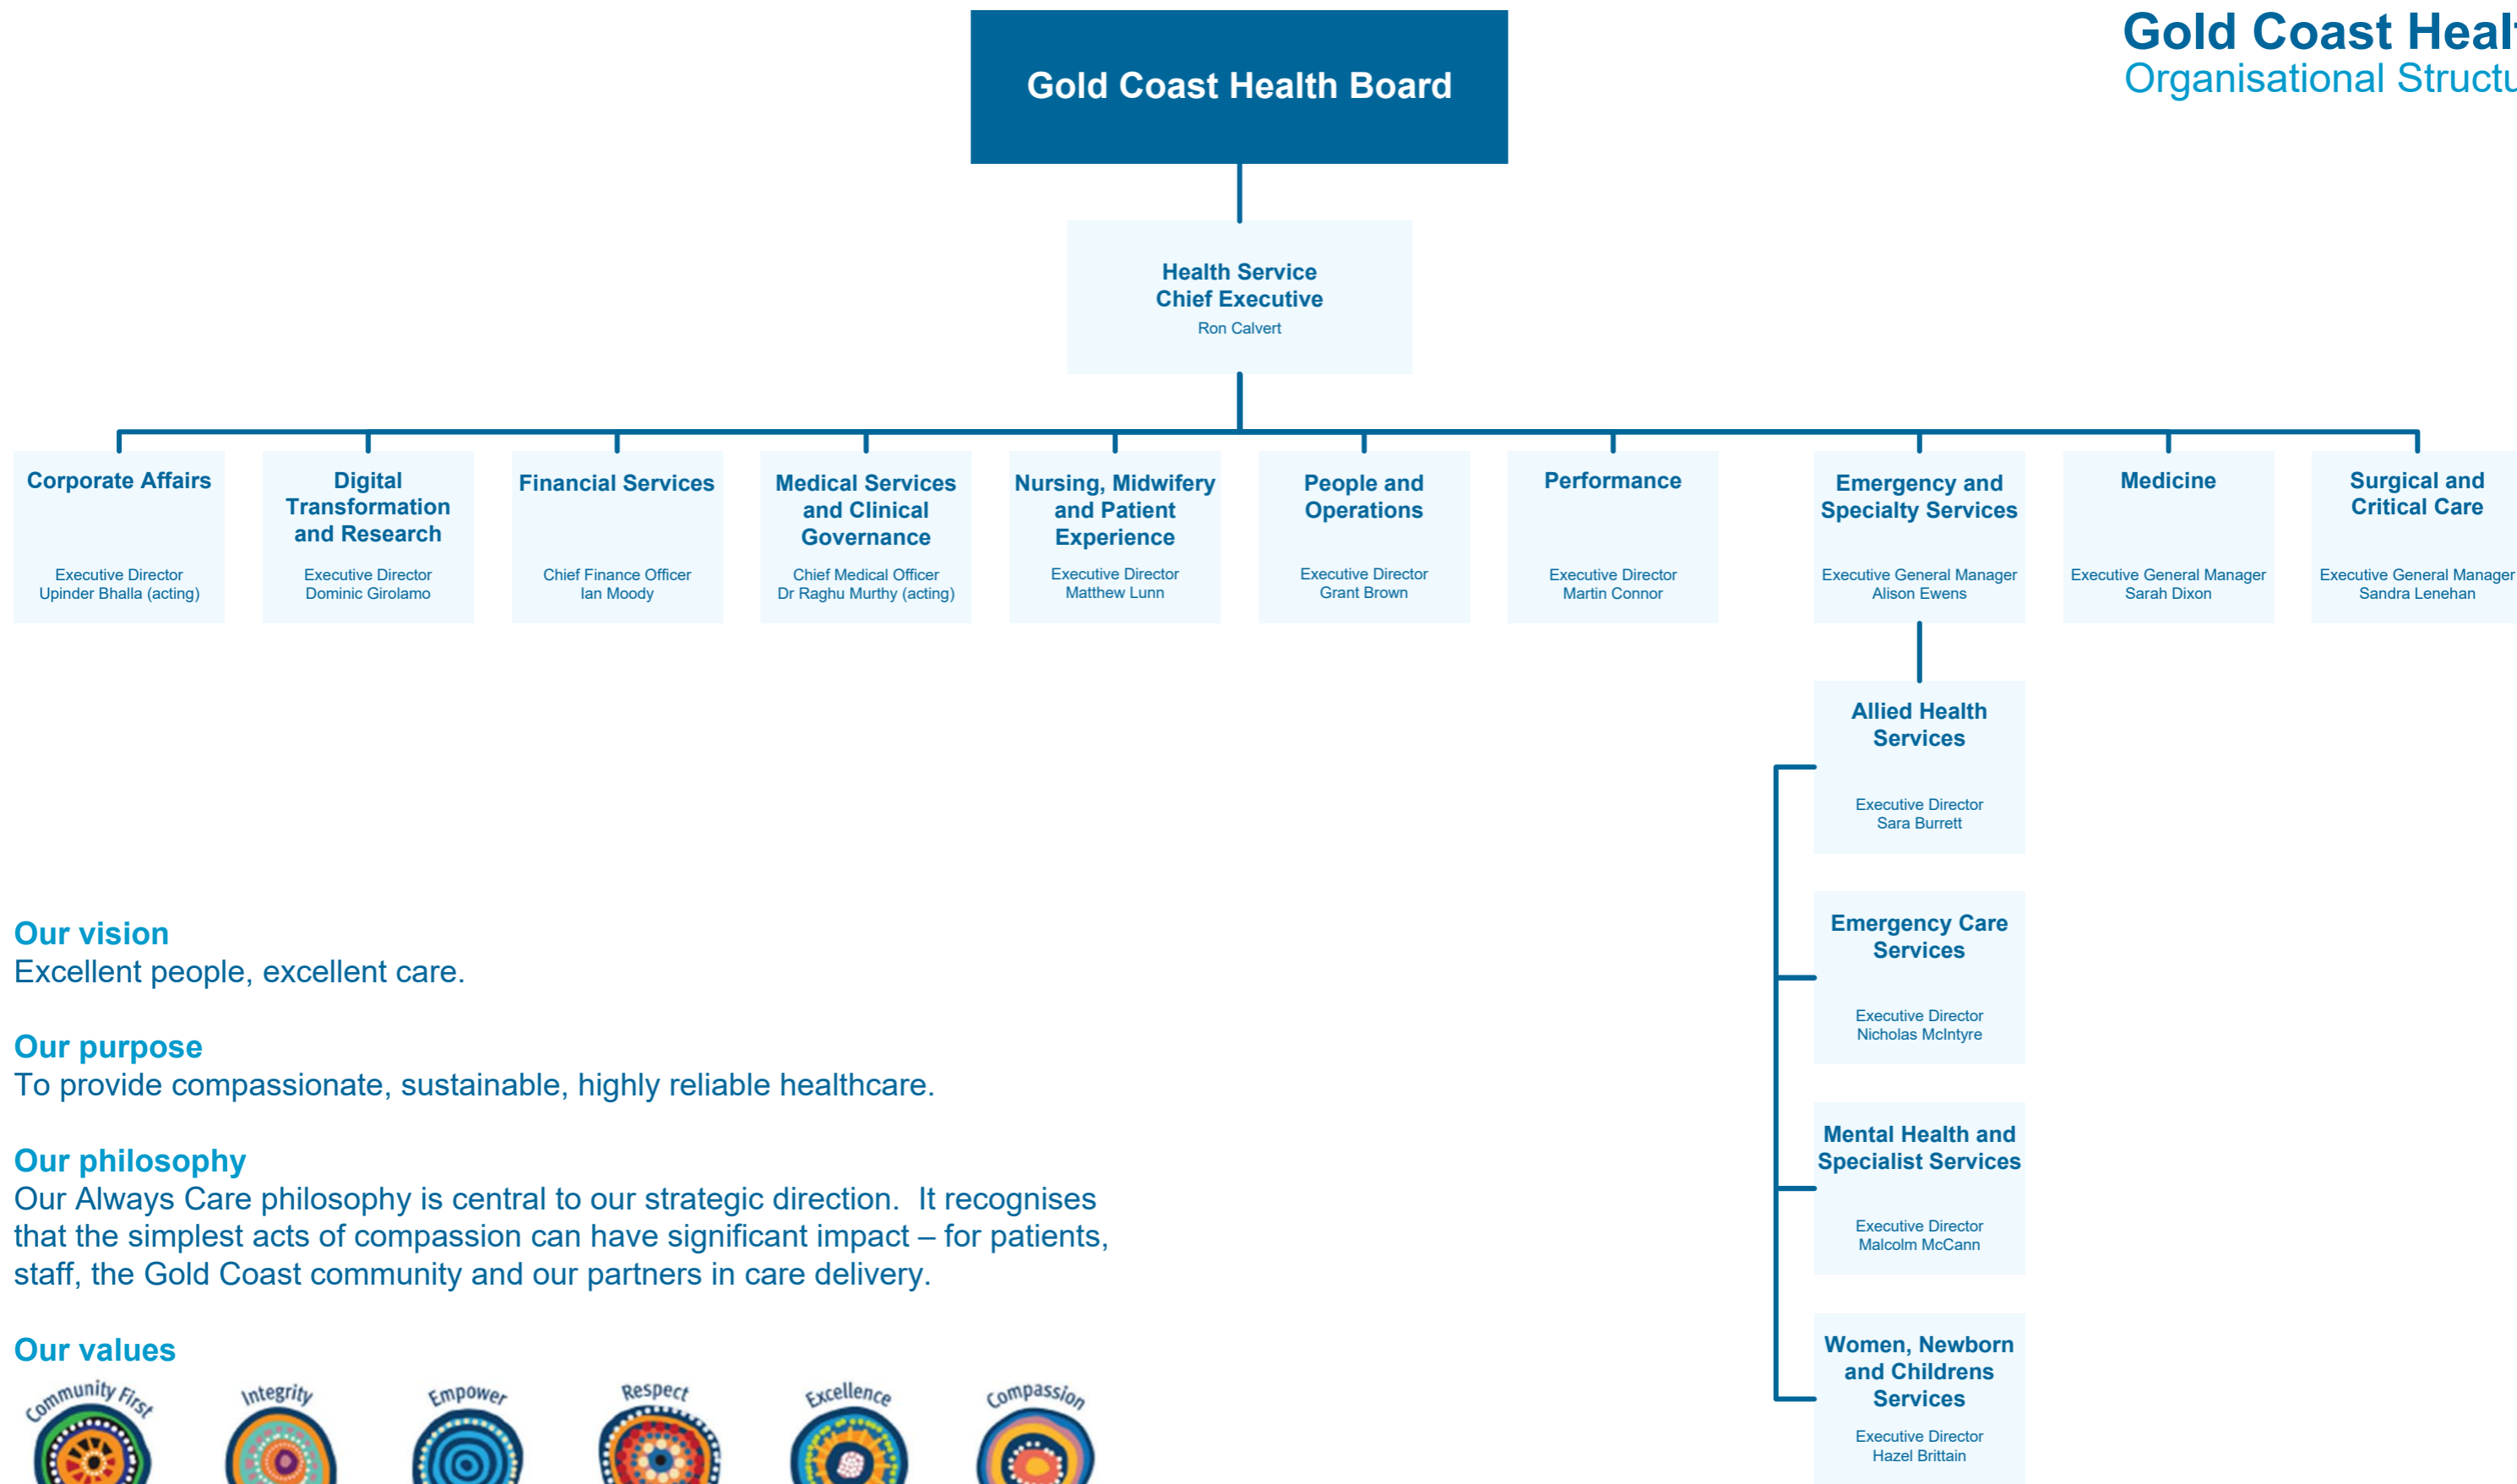 Gold Coast Health Board
Organisational
Gold Coast
Health Service
Chief Executive
Ron Calvert
Corporate Affairs
Executive Director
Upinder Bhalla (acting)
Digital
Transformation
and Research
Executive Director
Dominic Girolamo
Financial Services
Chief Finance Officer
Ian Moody
Medical Services
and Clinical
Governance
Chief Medical Officer
Dr Raghu Murthy (acting)
Nursing, Midwifery
and Patient
Experience
Executive Director
Matthew Lunn
People and
Operations
Executive Director
Grant Brown
Performance
Executive Director
Martin Connor
Emergency and
Specialty Services
Executive General Manager
Alison Ewens
Medicine
Executive General Manager
Sarah Dixon
Surgical and
Critical Care
Executive General Manager
Sandra Lenehan
Allied Health
Services
Executive Director
Sara Burrett
Emergency Care
Services
Executive Director
Nicholas McIntyre
Mental Health and
Specialist Services
Executive Director
Malcolm McCann
Women, Newborn
and Childrens
Services
Executive Director
Hazel Brittain
Our vision
Excellent people, excellent care.
Our purpose
To provide compassionate, sustainable, highly reliable healthcare.
Our philosophy
Our Always Care philosophy is central to our strategic direction. It recognises
that the simplest acts of compassion can have significant impact – for patients,
staff, the Gold Coast community and our partners in care delivery.
Our values
Community First
Integrity
Empower
Respect
Excellence
Compassion